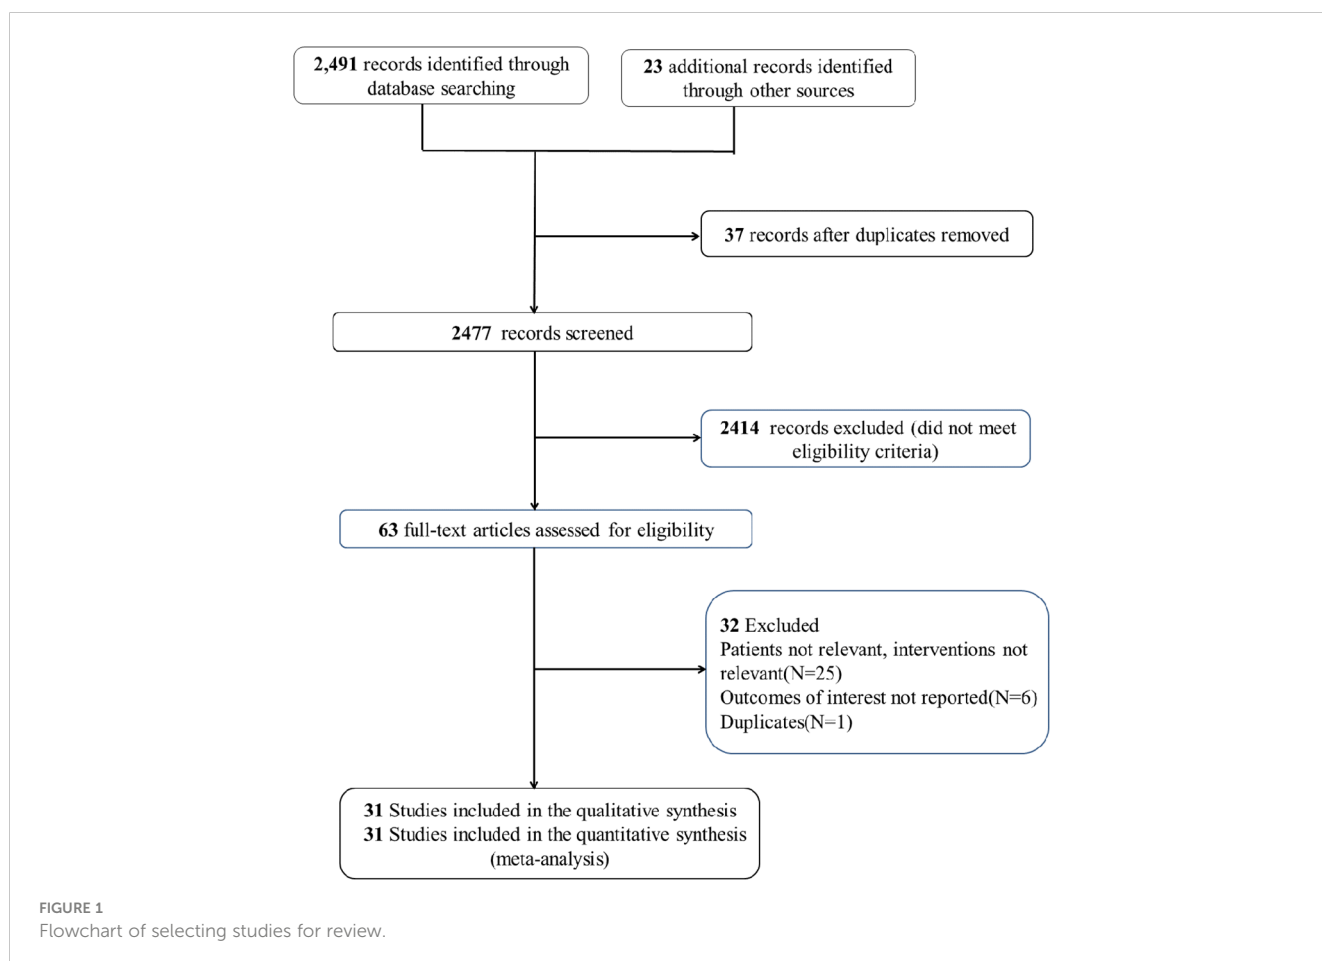 2,491 records identified through
database searching
23 additional records identified
through other sources
37 records after duplicates removed
2477 records screened
2414 records excluded (did not meet
eligibility criteria)
63 full-text articles assessed for eligibility
32 Excluded
Patients not relevant, interventions not
relevant(N=25)
Outcomes of interest not reported(N=6)
Duplicates(N=1)
31 Studies included in the qualitative synthesis
31 Studies included in the quantitative synthesis
(meta-analysis)
FIGURE 1
Flowchart of selecting studies for review.